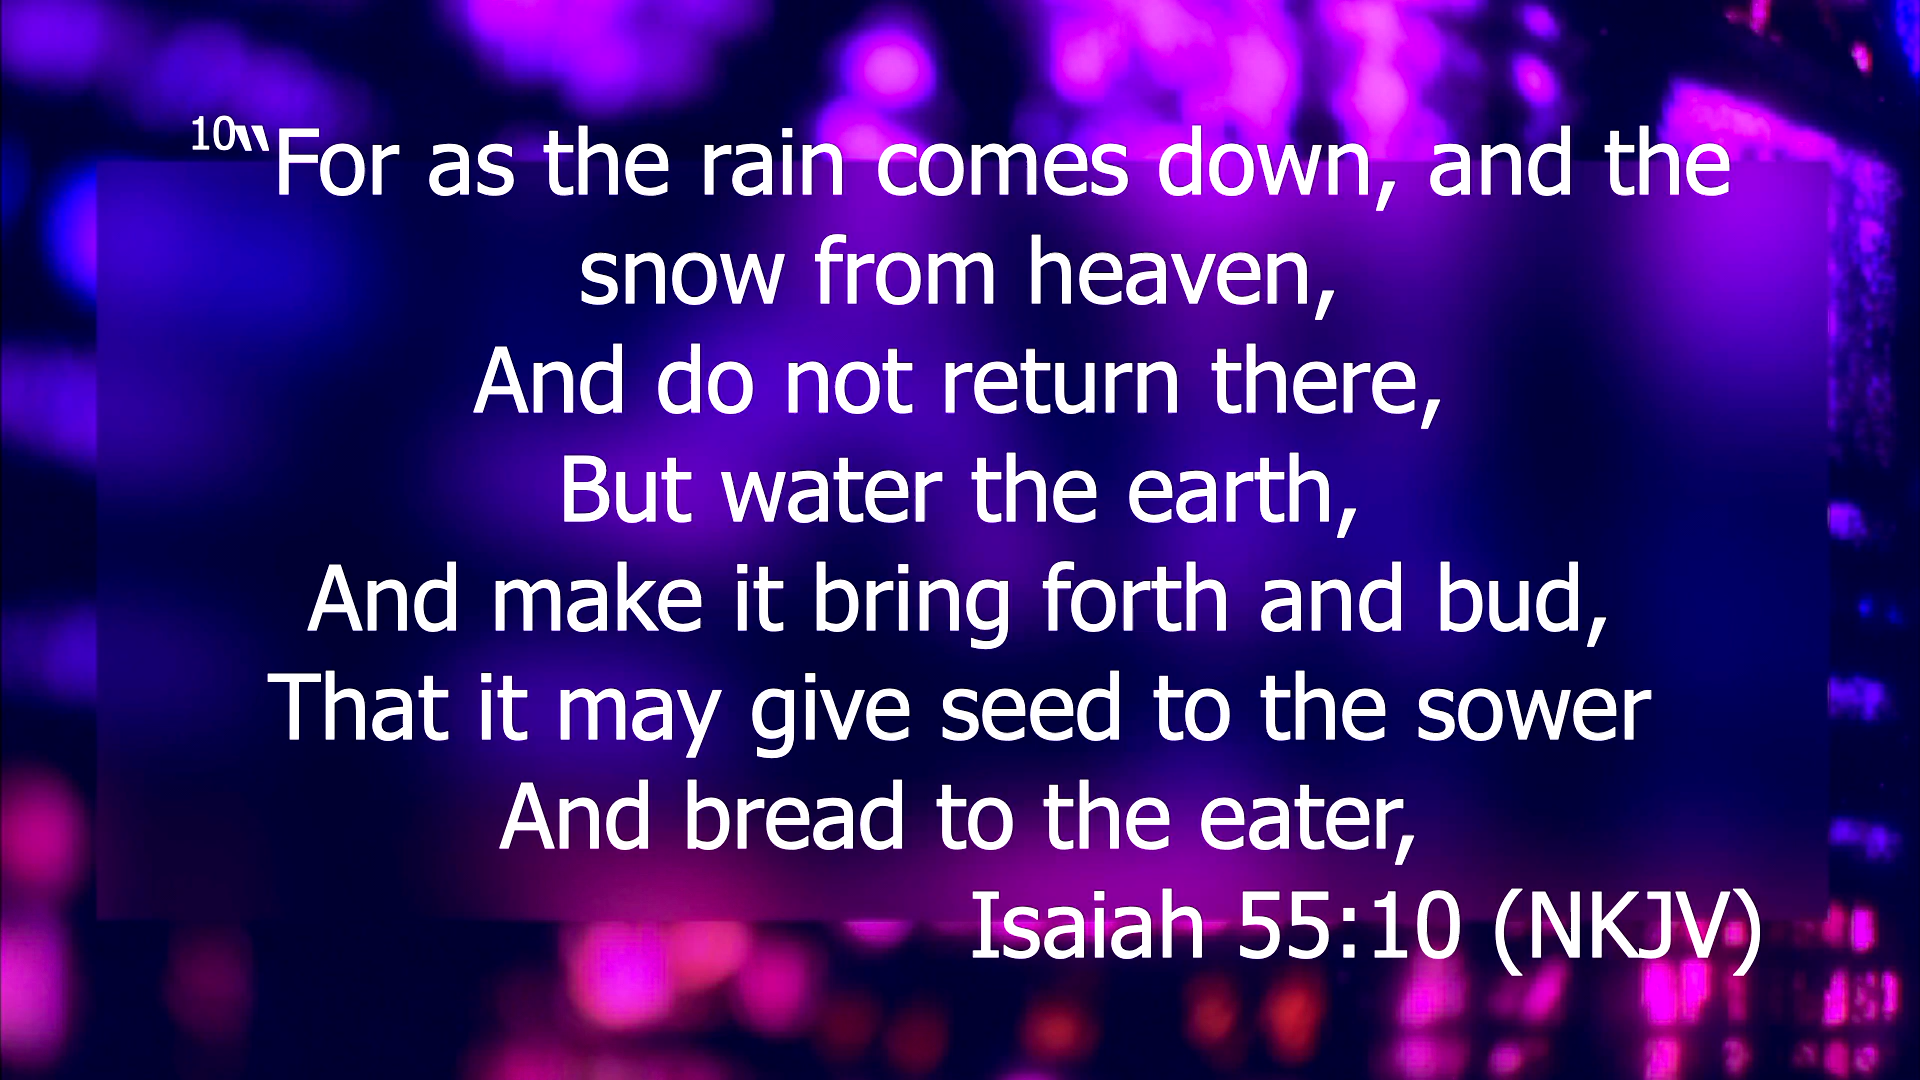 10“For as the rain comes down, and the
snow from heaven,
And do not return there,
But water the earth,
And make it bring forth and bud,
That it may give seed to the sower
And bread to the eater,
Isaiah 55:10 (NKJV)